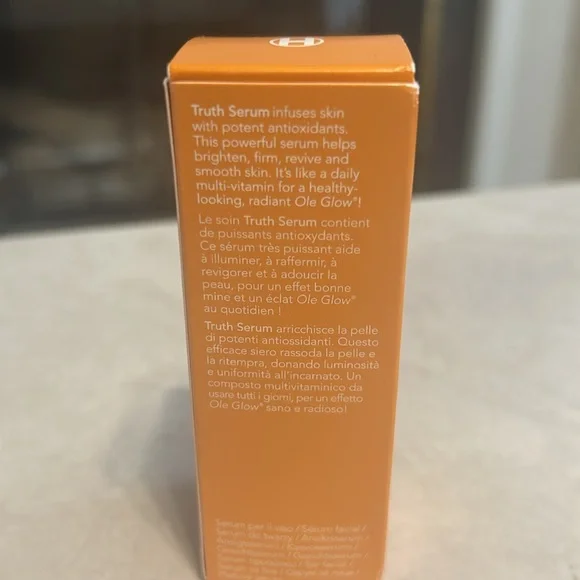 Truth Serum infuses skin
with potent antioxidants.
This powerful serum helps
brighten, firm, revive and
smooth skin. It's like a daily
multi-vitamin for a healthy-
looking, radiant Ole Glow®!
Le soin Truth Serum contient
de puissants antioxydants.
Ce sérum très puissant aide
à illuminer, à raffermir, à
revigorer et à adoucir la
peau, pour un effet bonne
mine et un éclat Ole Glow®
au quotidien !
Truth Serum arricchisce la pelle
di potenti antiossidanti. Questo
efficace siero rassoda la pelle e
la ritempra, donando luminosità
e uniformità all'incarnato. Un
composto multivitaminico da
usare tutti i giorni, per un effetto
Ole Glow® sano e radioso!